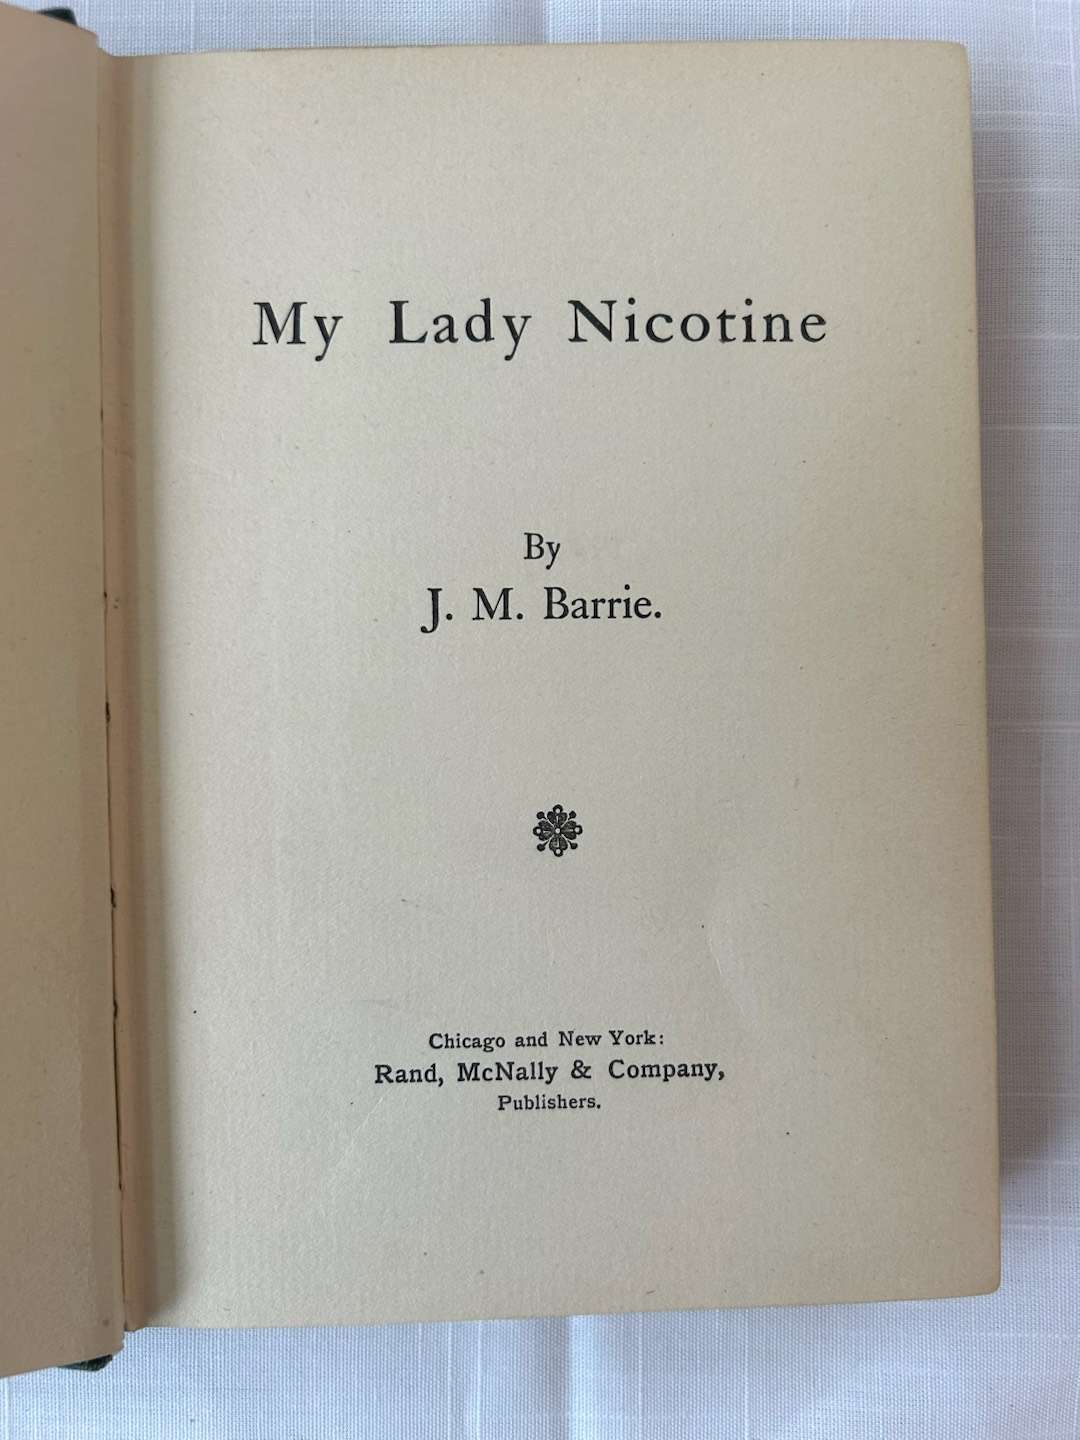 My Lady Nicotine
By
J. M. Barrie.
Chicago and New York:
Rand, McNally & Company,
Publishers.